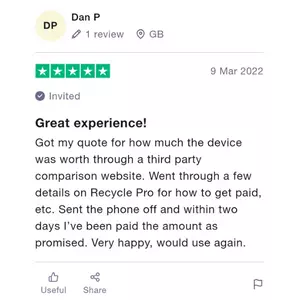 DP
Dan P
1 review GB
9 Mar 2022
Invited
Great experience!
Got my quote for how much the device
was worth through a third party
comparison website. Went through a few
details on Recycle Pro for how to get paid,
etc. Sent the phone off and within two
days I've been paid the amount as
promised. Very happy, would use again.
Useful Share